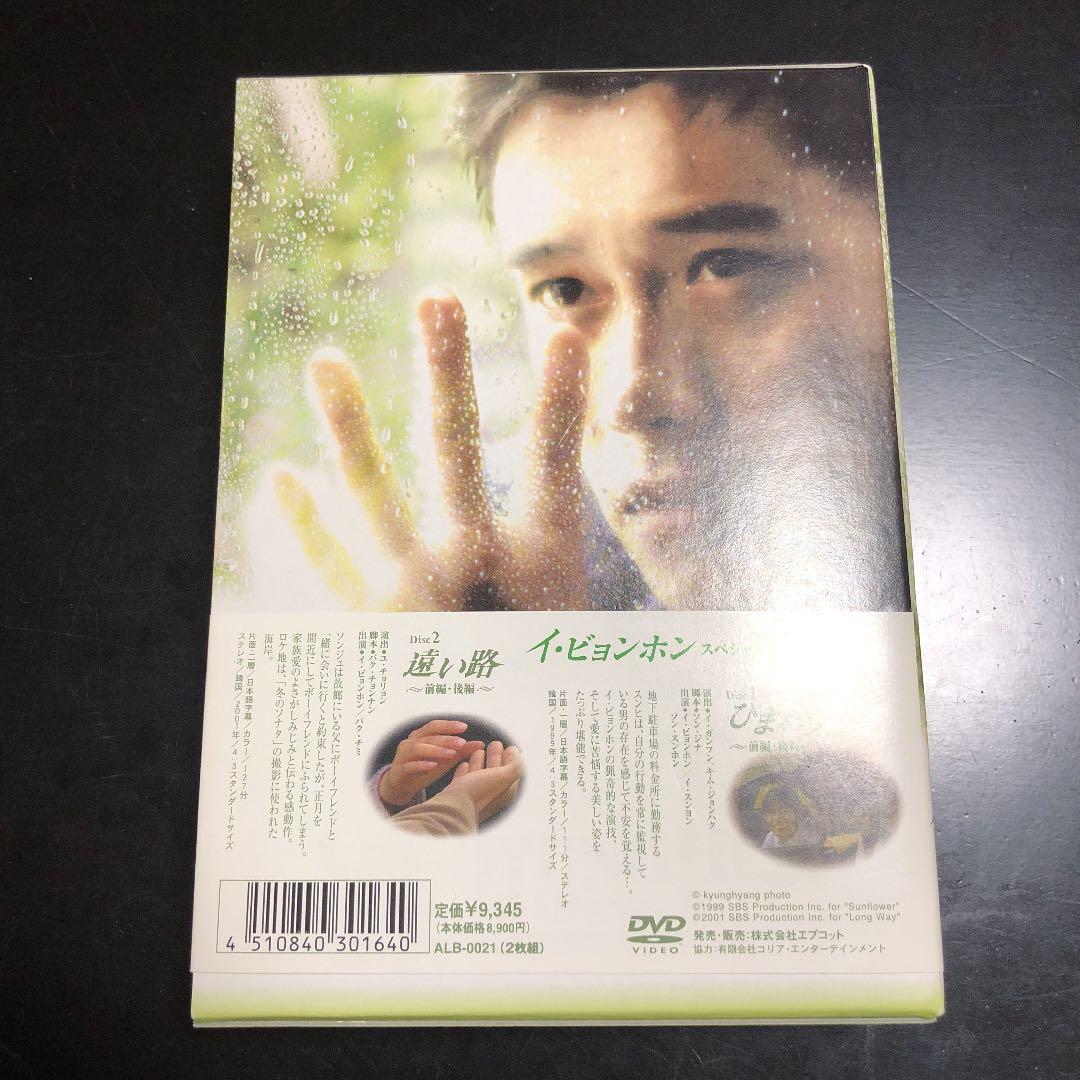 イ・ビョンホン スペシャ
Disc
ひま
〜前編・後編
演出・イ・ガンフン、キム・ジョンハク
脚本・ソン・ジナ
出演・イ・ビョンホン イ・スンヨン
ソン・スンホン
地下駐車場の料金所に勤務する
スンヒは、自分の行動を常に監視して
いる男の存在を感じて不安を覚える…。
イ・ビョンホンの猟奇的な演技、
そして愛に苦悩する美しい姿を
たっぷり堪能できる。
片面一層/日本語字幕/カラー/111分/ステレオ
韓国/1999年/4:3スタンダードサイズ
Disc 2
遠い路
〜前編・後編〜
演出・ユ・チョリョン
脚本・パク・チョンナン
出演・イ・ビョンホン/パク・チミ
ソンジュは故郷にいる父にボーイフレンドと
一緒に会いに行くと約束したが、正月を
間近にしてボーイフレンドにふられてしまう。
家族愛のよさがしみじみと伝わる感動作。
ロケ地は、「冬のソナタ」の撮影に使われた
海岸。
片面二層/日本語字幕/カラー/127分
ステレオ/韓国/2001年/4:3スタンダードサイズ
4 510840 301640
定価¥9,345
(本体価格8,900円)
ALB-0021(2枚組)
DVD
VIDEO
© kyunghyang photo
©1999 SBS Production Inc. for "Sunflower"
©2001 SBS Production Inc. for "Long Way"
発売・販売:株式会社エプコット
協力:有限会社コリア・エンターテインメント